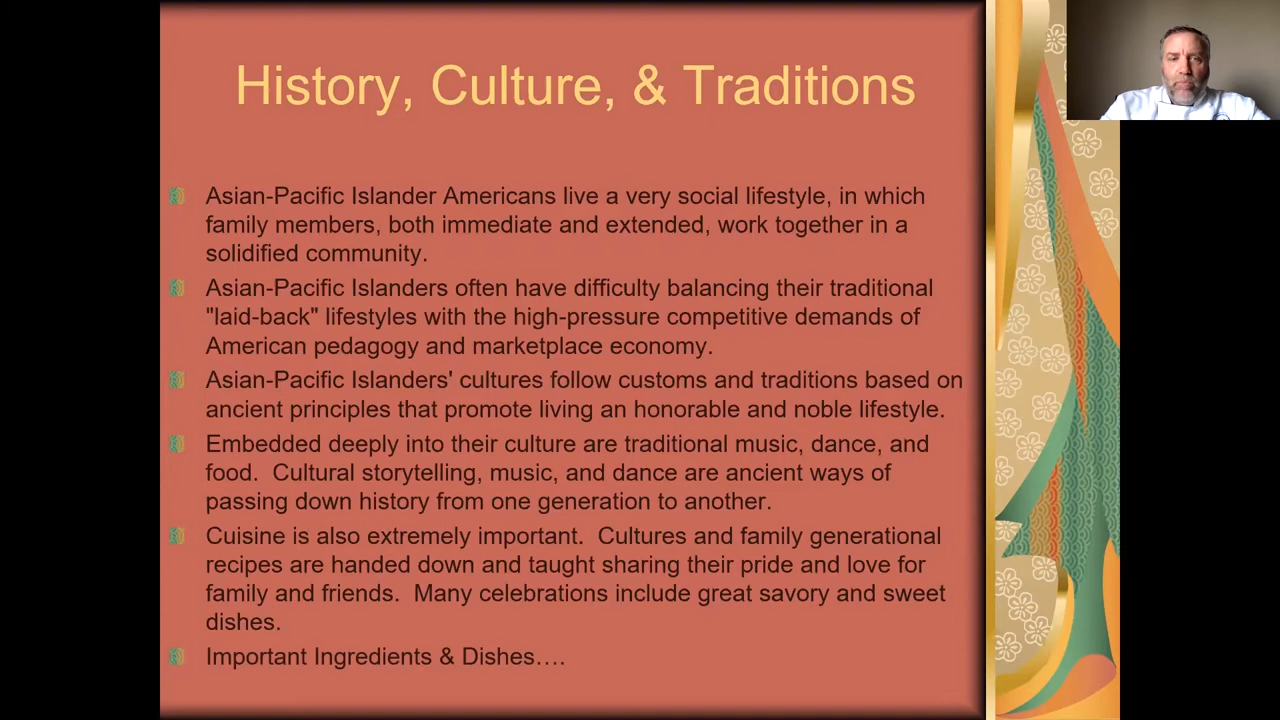 History, Culture, & Traditions
Asian-Pacific Islander Americans live a very social lifestyle, in which
family members, both immediate and extended, work together in a
solidified community.
Asian-Pacific Islanders often have difficulty balancing their traditional
"laid-back" lifestyles with the high-pressure competitive demands of
American pedagogy and marketplace economy.
Asian-Pacific Islanders' cultures follow customs and traditions based on
ancient principles that promote living an honorable and noble lifestyle.
Embedded deeply into their culture are traditional music, dance, and
food.  Cultural storytelling, music, and dance are ancient ways of
passing down history from one generation to another.
Cuisine is also extremely important.  Cultures and family generational
recipes are handed down and taught sharing their pride and love for
family and friends.  Many celebrations include great savory and sweet
dishes.
Important Ingredients & Dishes….